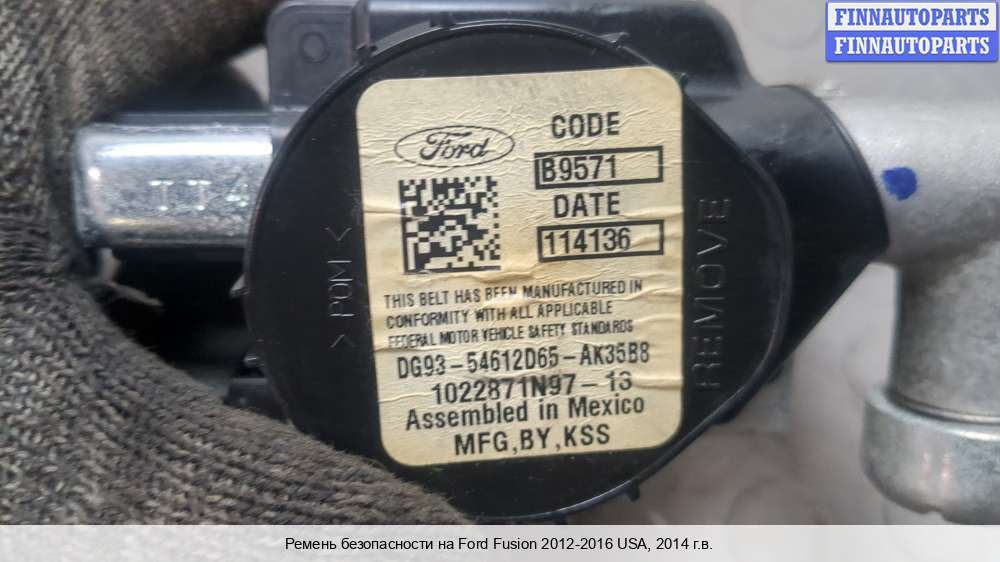 FINNAUTOPARTS
FINNAUTOPARTS
Ford
CODE
B9571
DATE
114136
THIS BELT HAS BEEN MANUFACTURED IN
CONFORMITY WITH ALL APPLICABLE
FEDERAL MOTOR VEHICLE SAFETY STANDARDS
DG93-54612D65-AK35B8
1022871N97-13
Assembled in Mexico
MFG,BY,KSS
> POM <
REMOVE
Ремень безопасности на Ford Fusion 2012-2016 USA, 2014 г.в.